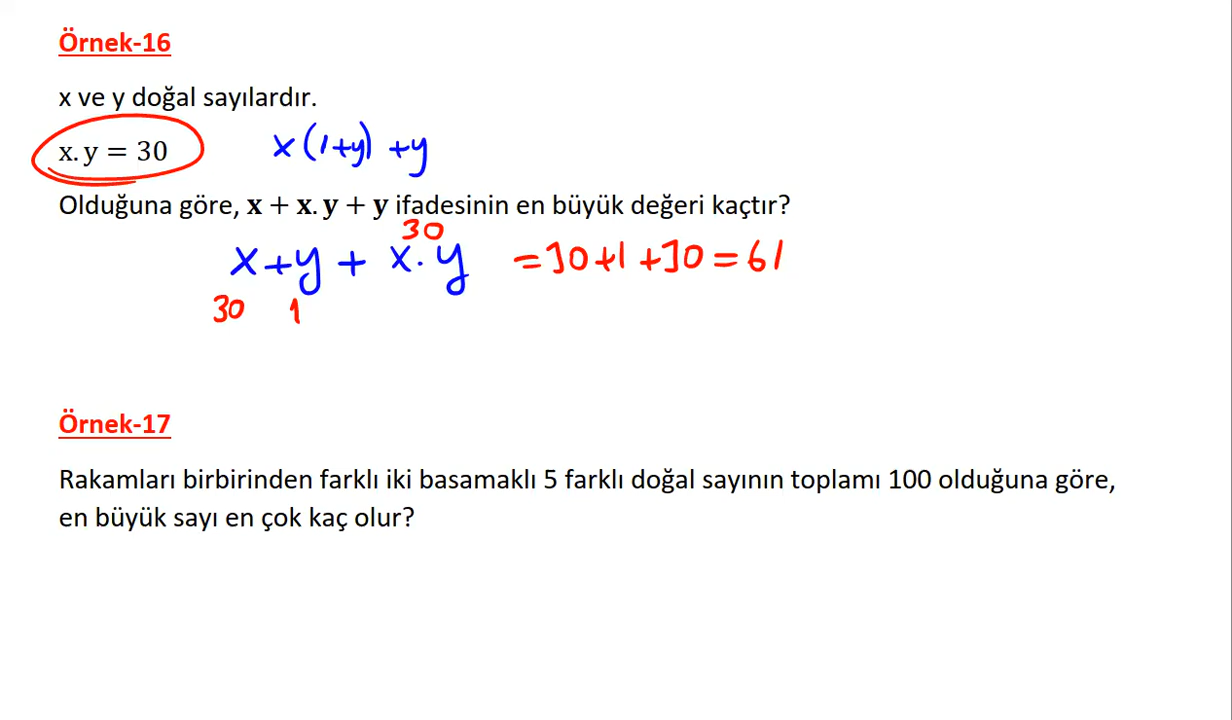 Örnek-16
x ve y doğal sayılardır.
x. y = 30 x(1+y) +y
Olduğuna göre, x + x. y + y ifadesinin en büyük değeri kaçtır?
30
x + y + x . y = 30 + 1 + 30 = 61
30 1
Örnek-17
Rakamları birbirinden farklı iki basamaklı 5 farklı doğal sayının toplamı 100 olduğuna göre,
en büyük sayı en çok kaç olur?